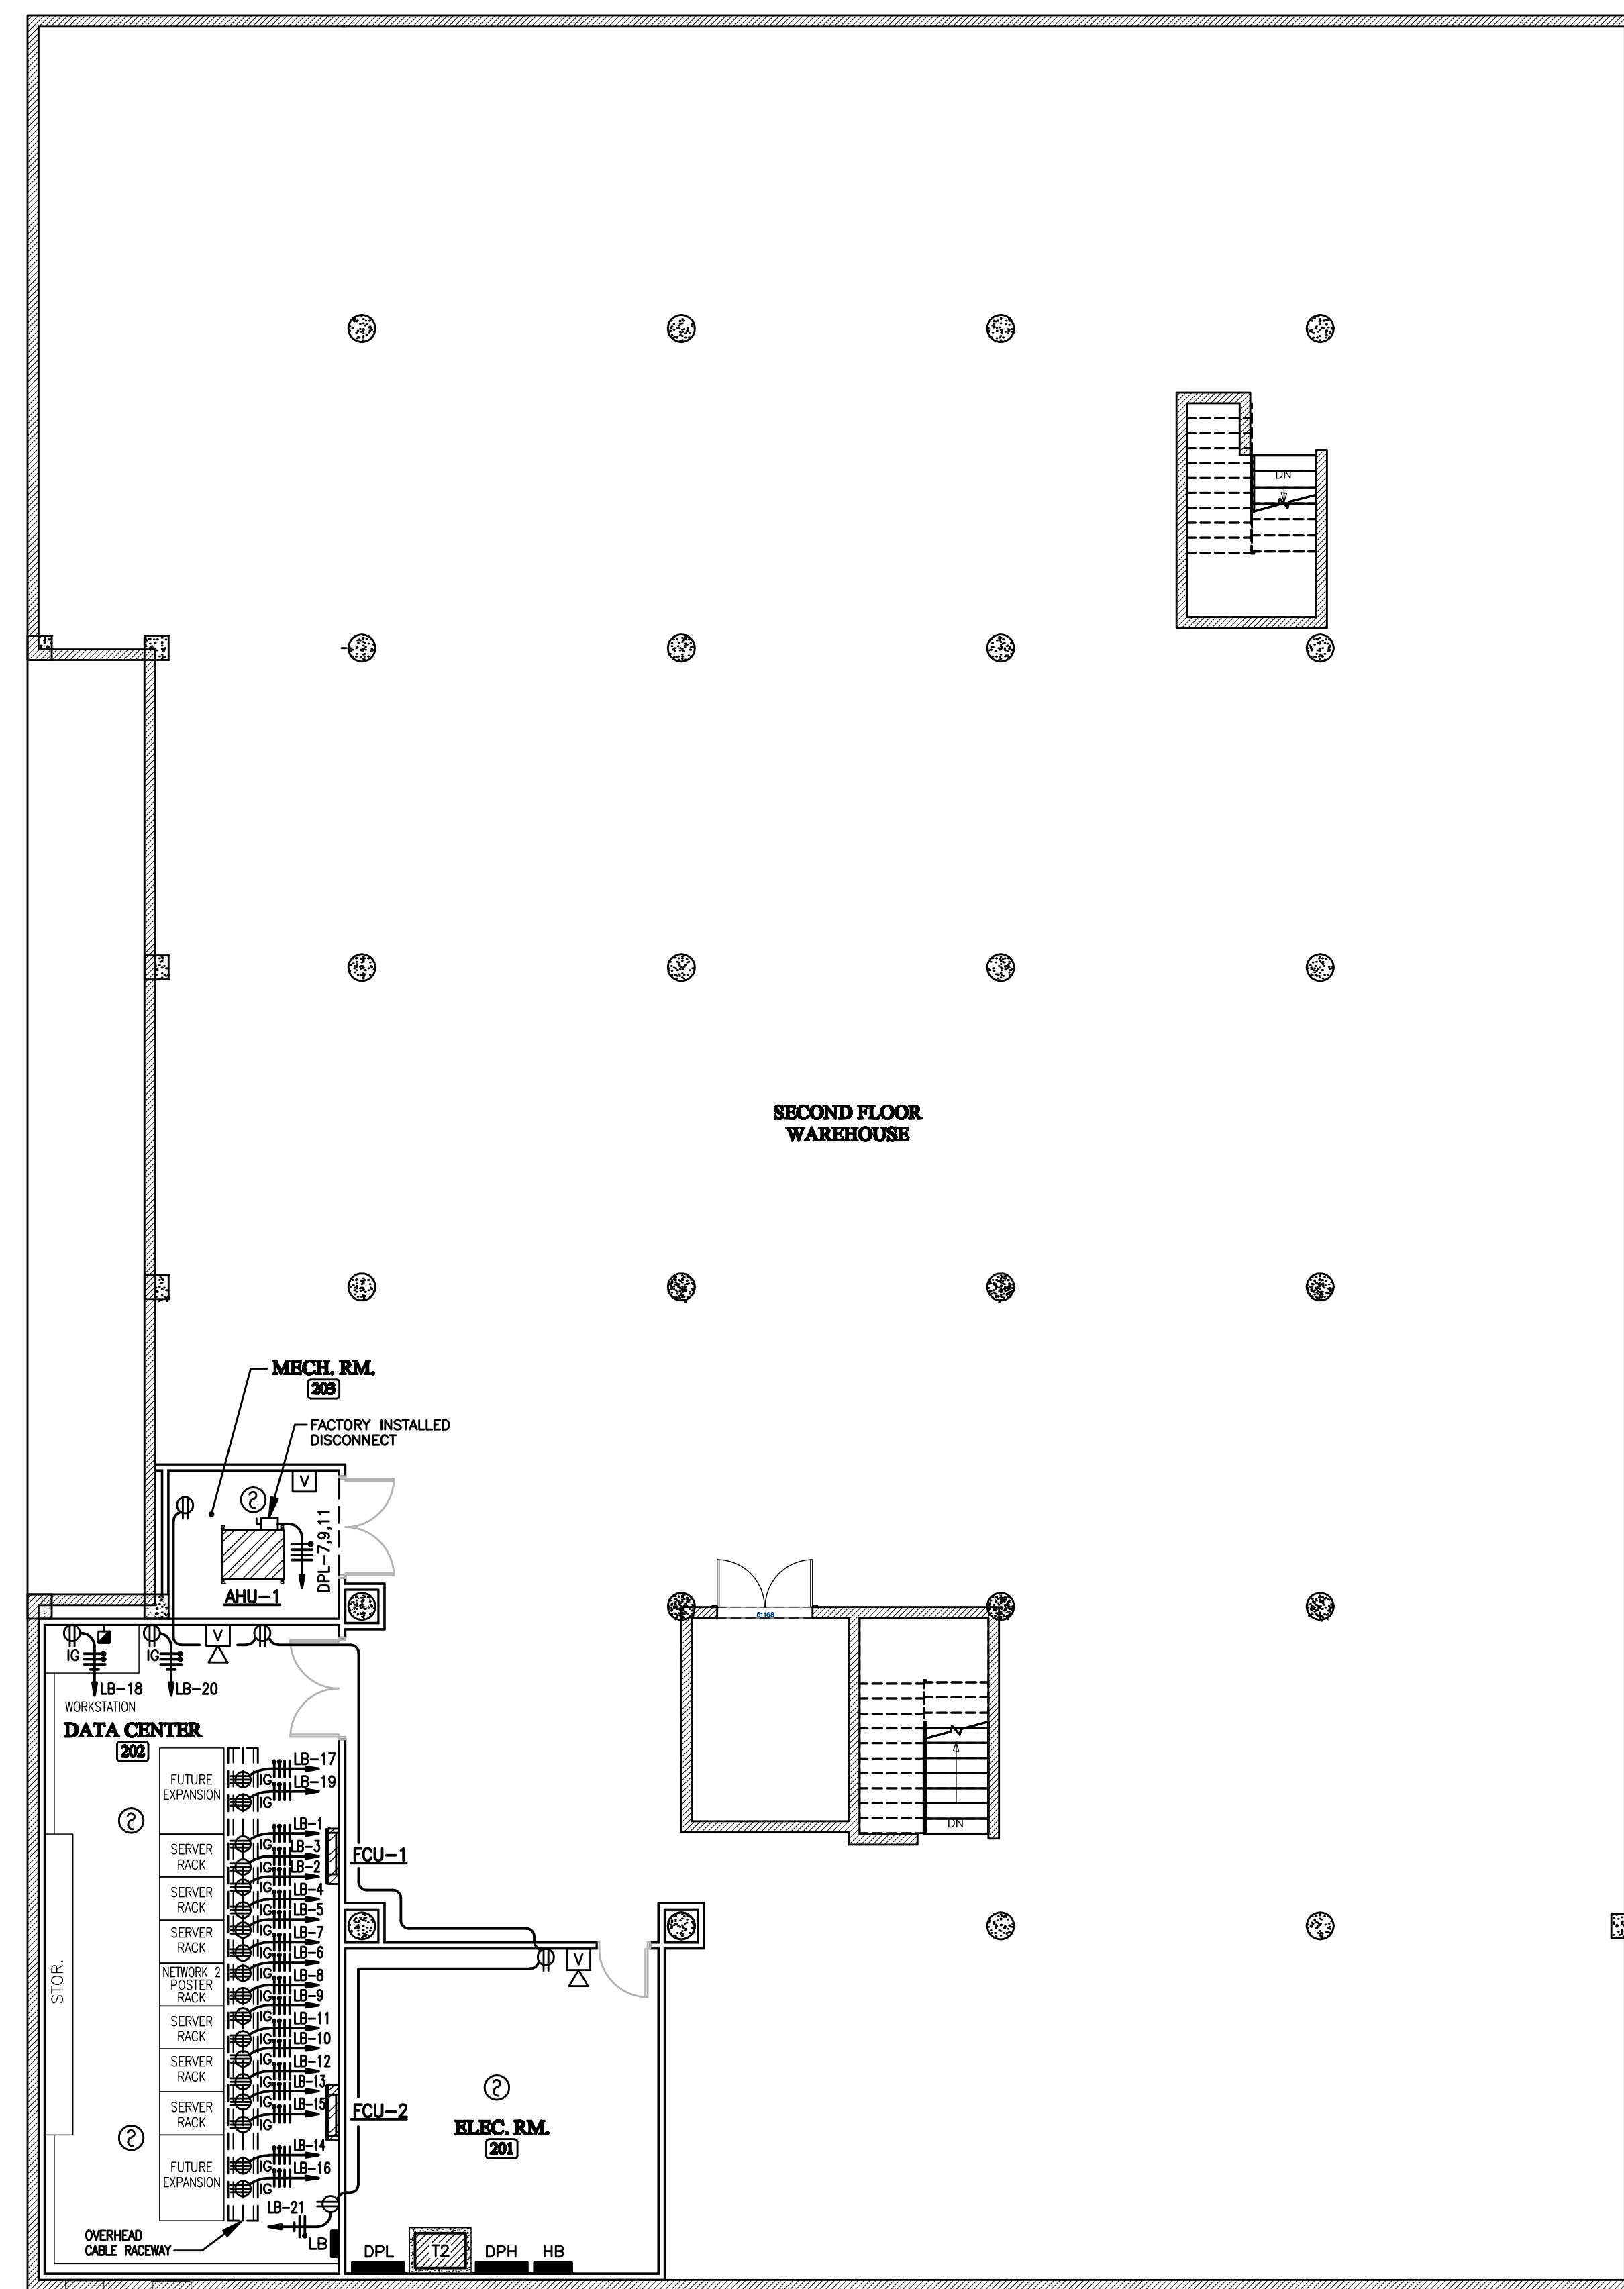 DN
SECOND FLOOR
WAREHOUSE
MECH. RM.
203
FACTORY INSTALLED
DISCONNECT
V
DPL-7,9,11
AHU-1
51168
V
IG
IG
LB-18
LB-20
WORKSTATION
DATA CENTER
202
FUTURE
EXPANSION
IG
LB-17
IG
LB-19
SERVER
RACK
IG
LB-1
IG
LB-3
FCU-1
SERVER
RACK
IG
LB-2
IG
LB-4
SERVER
RACK
IG
LB-5
IG
LB-7
NETWORK 2
POSTER
RACK
IG
LB-6
IG
LB-8
SERVER
RACK
IG
LB-9
IG
LB-11
SERVER
RACK
IG
LB-10
IG
LB-12
SERVER
RACK
IG
LB-13
IG
LB-15
FCU-2
FUTURE
EXPANSION
IG
LB-14
IG
LB-16
STOR.
DN
V
ELEC. RM.
201
LB-21
OVERHEAD
CABLE RACEWAY
LB
DPL
T2
DPH
HB